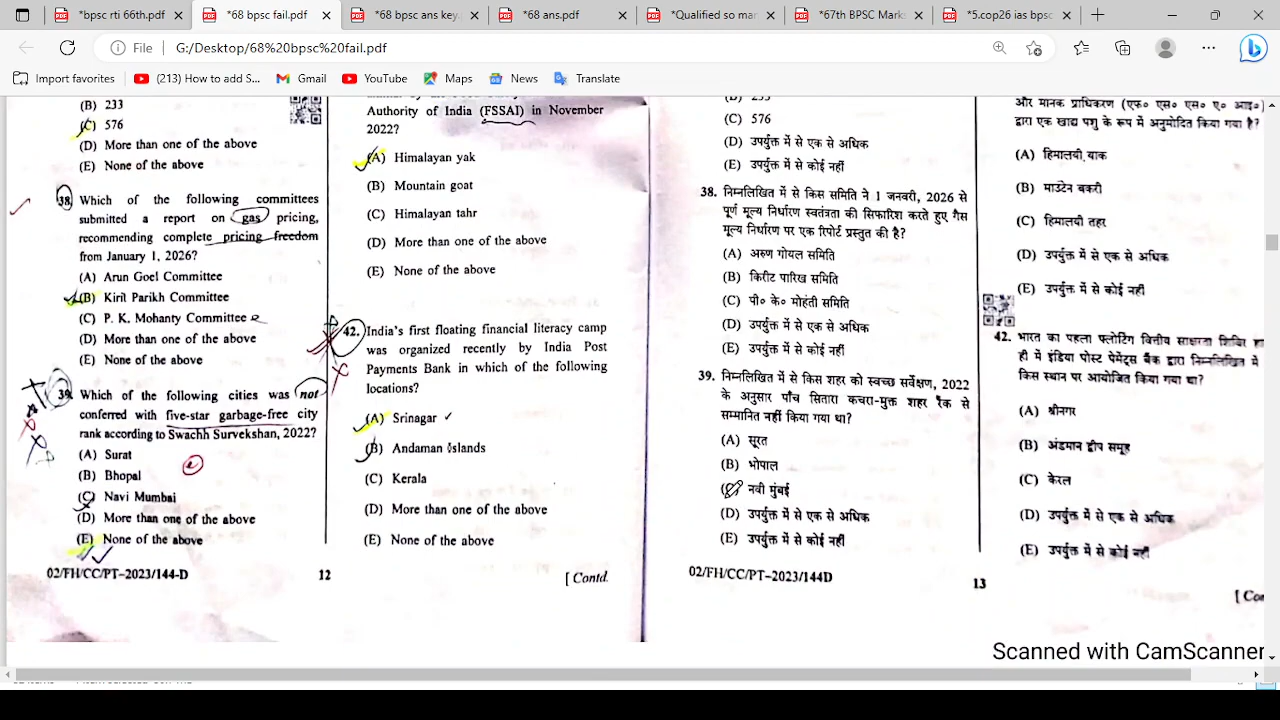 *bpsc rti 66th.pdf
*68 bpsc fail.pdf
*68 bpsc ans key.
*68 ans.pdf
*Qualified so mar
*67th BPSC Marks
*5.cop26 ias bpsc
File G:/Desktop/68%20bpsc%20fail.pdf
Import favorites
(213) How to add S...
Gmail
YouTube
Maps
News
Translate
(B) 233
(C) 576
(D) More than one of the above
(E) None of the above
38. Which of the following committees
submitted a report on gas pricing,
recommending complete pricing freedom
from January 1, 2026?
(A) Arun Goel Committee
(B) Kirit Parikh Committee
(C) P. K. Mohanty Committee
(D) More than one of the above
(E) None of the above
39. Which of the following cities was not
conferred with five-star garbage-free city
rank according to Swachh Survekshan, 2022?
(A) Surat
(B) Bhopal
(C) Navi Mumbai
(D) More than one of the above
(E) None of the above
02/FH/CC/PT–2023/144-D
12
Authority of India (FSSAI) in November
2022?
(A) Himalayan yak
(B) Mountain goat
(C) Himalayan tahr
(D) More than one of the above
(E) None of the above
42. India's first floating financial literacy camp
was organized recently by India Post
Payments Bank in which of the following
locations?
(A) Srinagar
(B) Andaman Islands
(C) Kerala
(D) More than one of the above
(E) None of the above
[ Contd
(B) 233
(C) 576
(D) उपर्युक्त में से एक से अधिक
(E) उपर्युक्त में से कोई नहीं
38. निम्नलिखित में से किस समिति ने 1 जनवरी, 2026 से
पूर्ण मूल्य निर्धारण स्वतंत्रता की सिफारिश करते हुए गैस
मूल्य निर्धारण पर एक रिपोर्ट प्रस्तुत की है?
(A) अरुण गोयल समिति
(B) किरीट पारिख समिति
(C) पी० के० मोहंती समिति
(D) उपर्युक्त में से एक से अधिक
(E) उपर्युक्त में से कोई नहीं
39. निम्नलिखित में से किस शहर को स्वच्छ सर्वेक्षण, 2022
के अनुसार पाँच सितारा कचरा-मुक्त शहर रैंक से
सम्मानित नहीं किया गया था?
(A) सूरत
(B) भोपाल
(C) नवी मुंबई
(D) उपर्युक्त में से एक से अधिक
(E) उपर्युक्त में से कोई नहीं
02/FH/CC/PT–2023/144D
13
और मानक प्राधिकरण (एफ० एस० एस० ए० आइ०)
द्वारा एक खाद्य पशु के रूप में अनुमोदित किया गया है?
(A) हिमालयी याक
(B) माउंटेन बकरी
(C) हिमालयी तहर
(D) उपर्युक्त में से एक से अधिक
(E) उपर्युक्त में से कोई नहीं
42. भारत का पहला फ्लोटिंग वित्तीय साक्षरता शिविर
ही में इंडिया पोस्ट पेमेंट्स बैंक द्वारा निम्नलिखित में
किस स्थान पर आयोजित किया गया था?
(A) श्रीनगर
(B) अंडमान द्वीप समूह
(C) केरल
(D) उपर्युक्त में से एक से अधिक
(E) उपर्युक्त में से कोई नहीं
Scanned with CamScanner